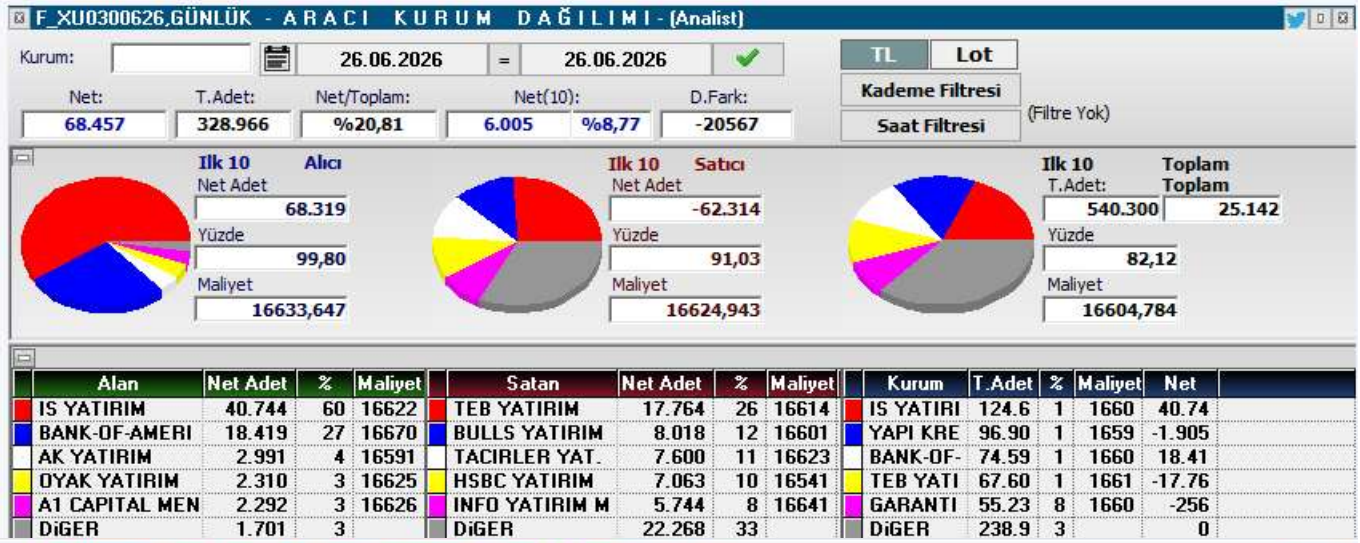 F_XU0300626,GÜNLÜK - A R A C I  K U R U M  D A Ğ I L I M I - (Analist)
Kurum: 26.06.2026 = 26.06.2026 TL Lot
Kademe Filtresi
Net: T.Adet: Net/Toplam: Net(10): D.Fark:
68.457 328.966 %20,81 6.005 %8,77 -20567
Saat Filtresi (Filtre Yok)
Ilk 10 Alıcı
Net Adet
68.319
Yüzde
99,80
Maliyet
16633,647
Ilk 10 Satıcı
Net Adet
-62.314
Yüzde
91,03
Maliyet
16624,943
Ilk 10 Toplam
T.Adet: Toplam
540.300 25.142
Yüzde
82,12
Maliyet
16604,784
Alan Net Adet % Maliyet Satan Net Adet % Maliyet Kurum T.Adet % Maliyet Net
IS YATIRIM 40.744 60 16622 TEB YATIRIM 17.764 26 16614 IS YATIRI 124.6 1 1660 40.74
BANK-OF-AMERI 18.419 27 16670 BULLS YATIRIM 8.018 12 16601 YAPI KRE 96.90 1 1659 -1.905
AK YATIRIM 2.991 4 16591 TACIRLER YAT. 7.600 11 16623 BANK-OF- 74.59 1 1660 18.41
OYAK YATIRIM 2.310 3 16625 HSBC YATIRIM 7.063 10 16541 TEB YATI 67.60 1 1661 -17.76
A1 CAPITAL MEN 2.292 3 16626 INFO YATIRIM M 5.744 8 16641 GARANTI 55.23 8 1660 -256
DiGER 1.701 3 DiGER 22.268 33 DiGER 238.9 3 0